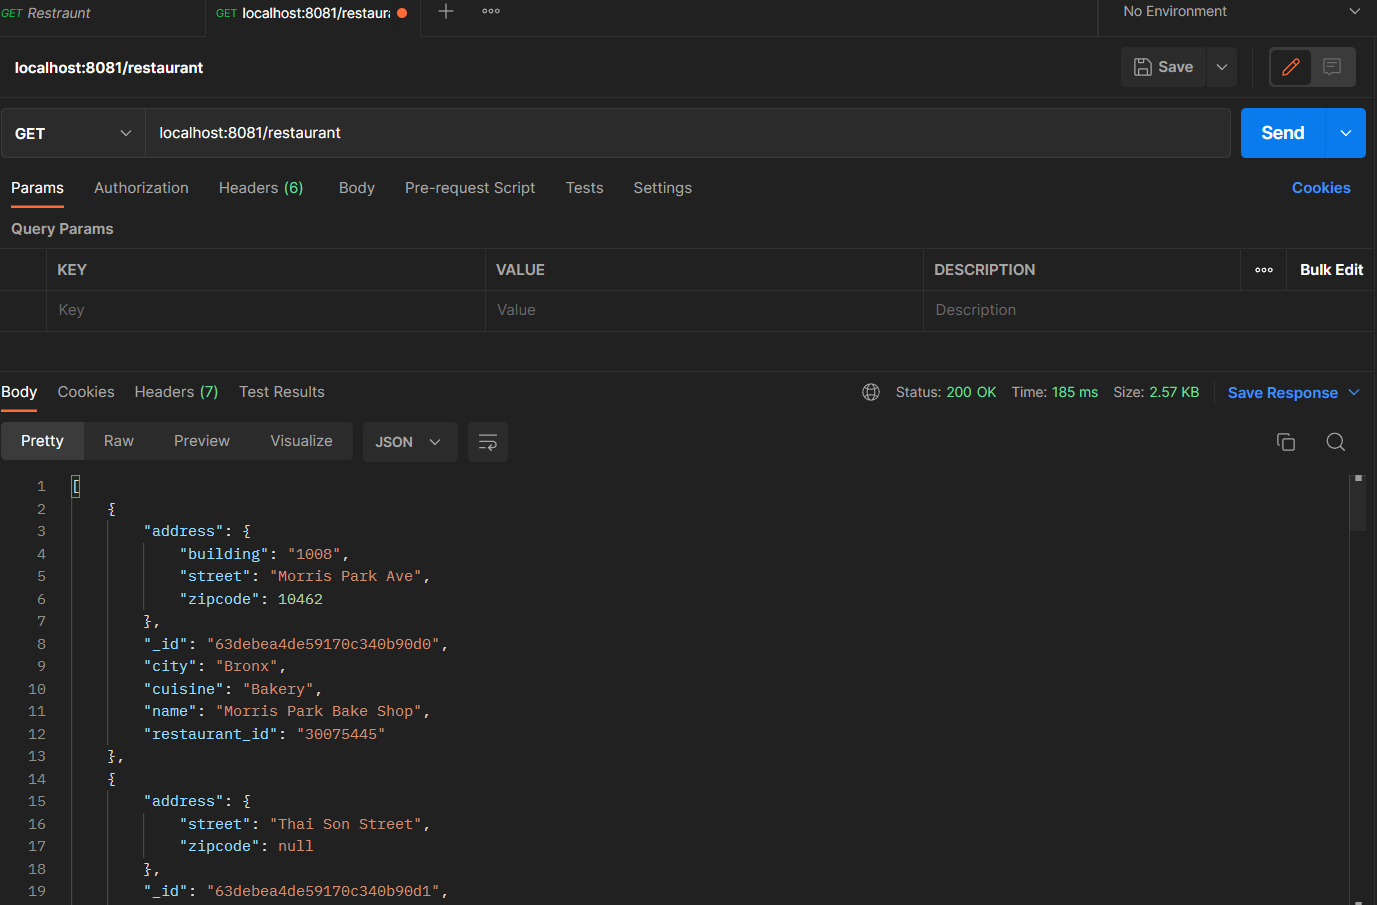 GET Restraunt GET localhost:8081/restaur No Environment
localhost:8081/restaurant Save
GET localhost:8081/restaurant Send
Params Authorization Headers (6) Body Pre-request Script Tests Settings Cookies
Query Params
KEY VALUE DESCRIPTION Bulk Edit
Key Value Description
Body Cookies Headers (7) Test Results Status: 200 OK Time: 185 ms Size: 2.57 KB Save Response
Pretty Raw Preview Visualize JSON
1 [
2 {
3 "address": {
4 "building": "1008",
5 "street": "Morris Park Ave",
6 "zipcode": 10462
7 },
8 "_id": "63debea4de59170c340b90d0",
9 "city": "Bronx",
10 "cuisine": "Bakery",
11 "name": "Morris Park Bake Shop",
12 "restaurant_id": "30075445"
13 },
14 {
15 "address": {
16 "street": "Thai Son Street",
17 "zipcode": null
18 },
19 "_id": "63debea4de59170c340b90d1",